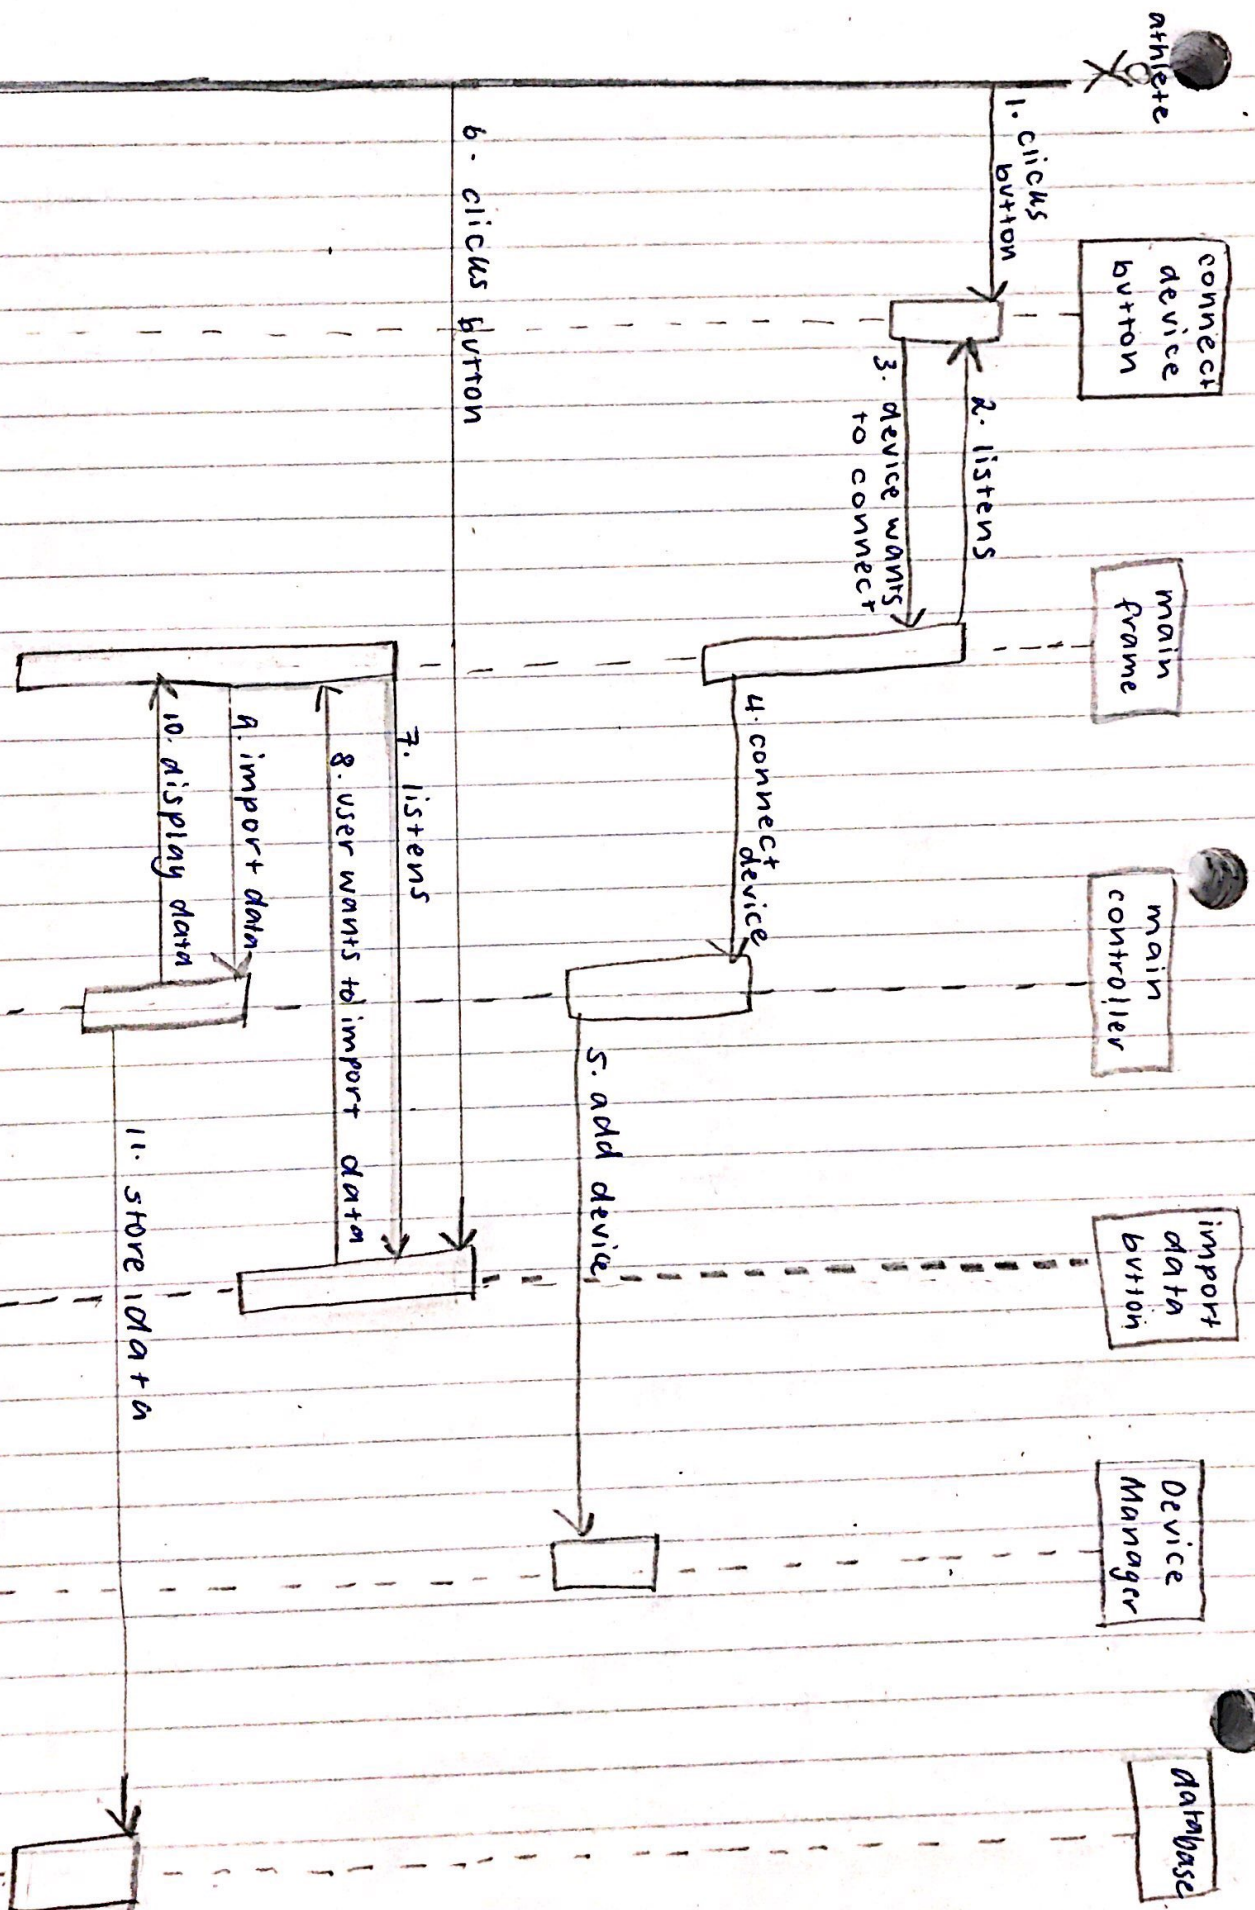 athlete
connect
device
button
main
frame
main
controller
import
data
button
Device
Manager
database
1. clicks
button
2. listens
3. device wants
to connect
4. connect
device
5. add device
6. clicks button
7. listens
8. user wants to import data
9. import data
10. display data
11. store data